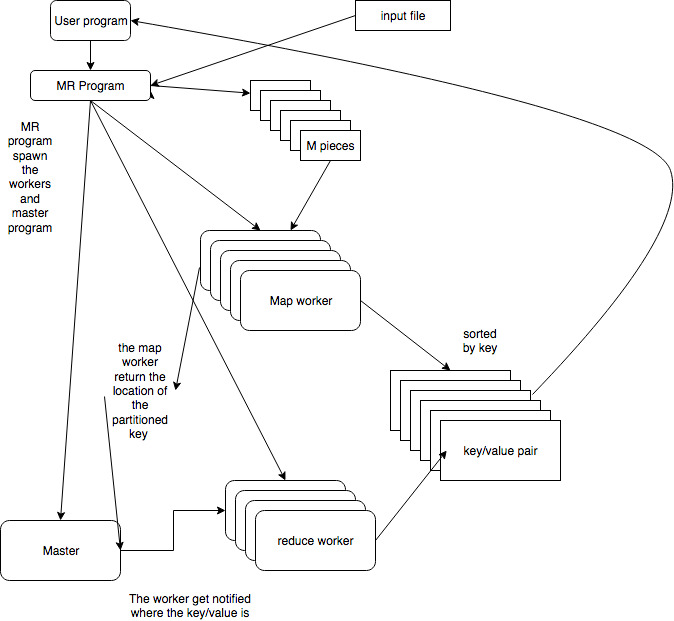 User program
input file
MR Program
MR
program
spawn
the
workers
and
master
program
M pieces
Map worker
sorted
by key
the map
worker
return the
location of
the
partitioned
key
key/value pair
Master
reduce worker
The worker get notified
where the key/value is